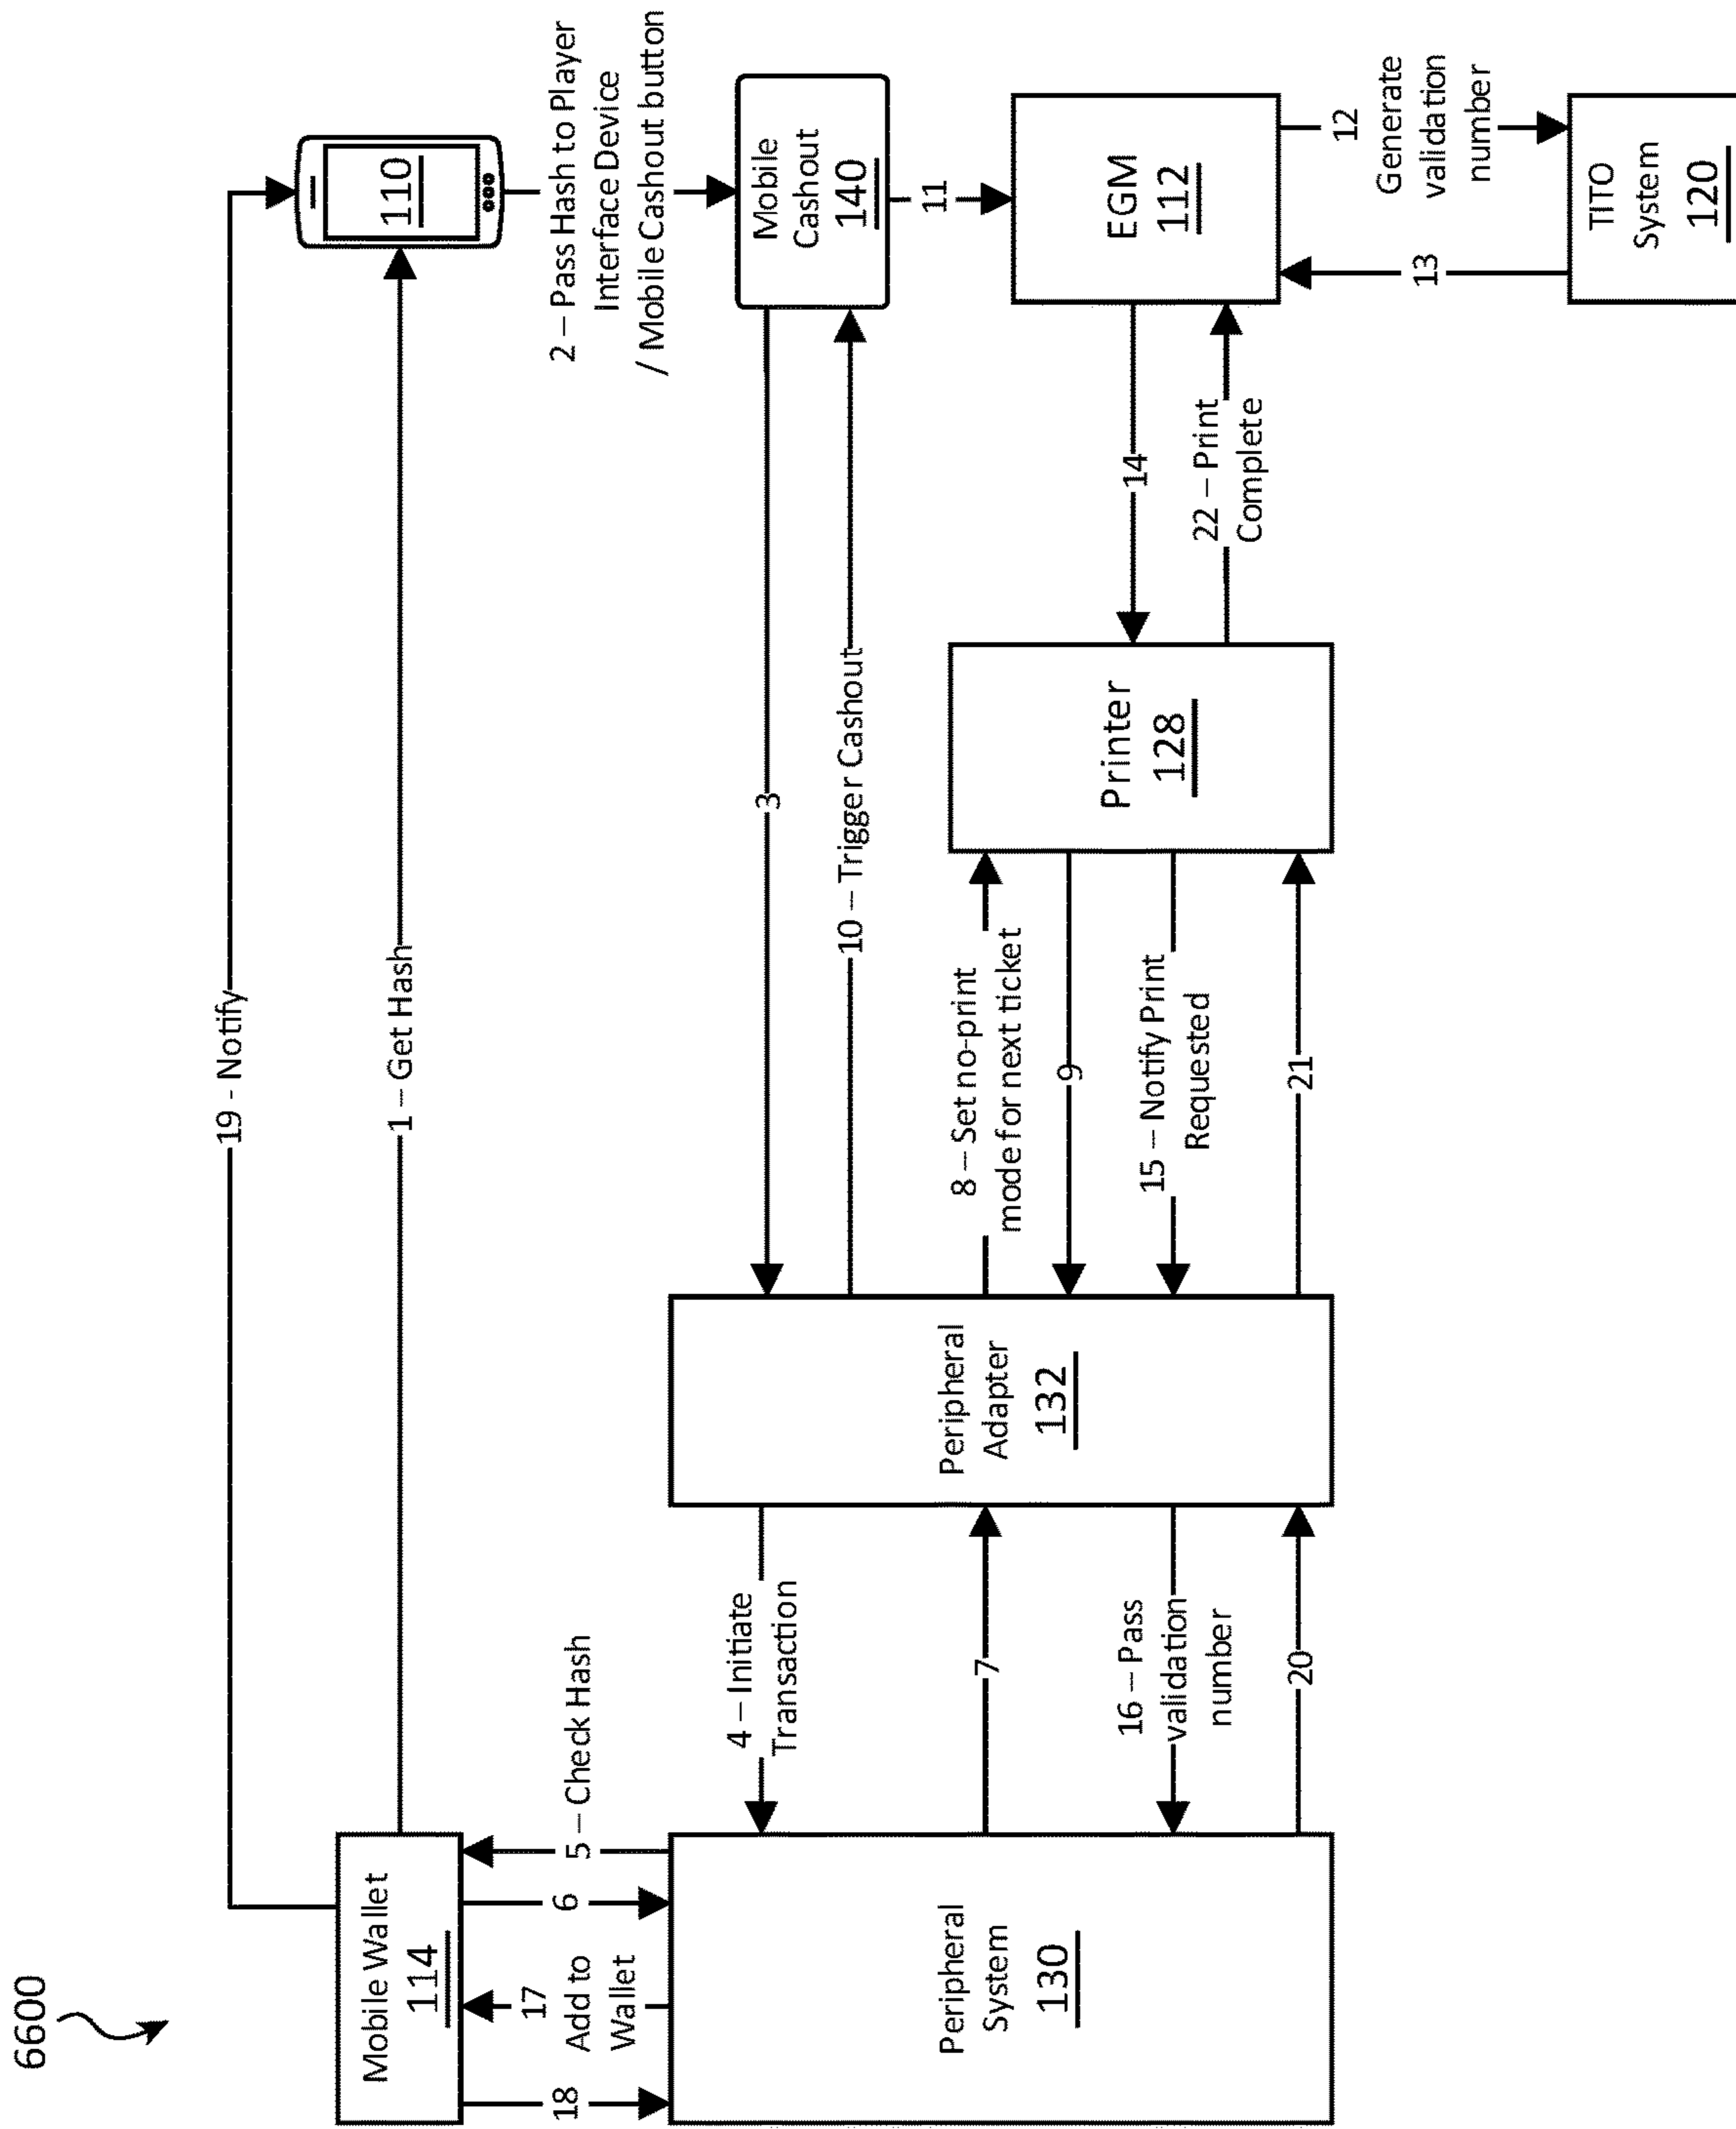 6600
19 - Notify
1 – Get Hash
Mobile Wallet
114
110
2 – Pass Hash to Player
Interface Device
/ Mobile Cashout button
5 – Check Hash
6
17
Add to
Wallet
18
4 – Initiate
Transaction
3
10 – Trigger Cashout
Mobile
Cashout
140
11
Peripheral
System
130
7
16 – Pass
validation
number
20
Peripheral
Adapter
132
8 – Set no-print
mode for next ticket
9
15 – Notify Print
Requested
21
Printer
128
14
22 – Print
Complete
EGM
112
12
Generate
validation
number
13
TITO
System
120